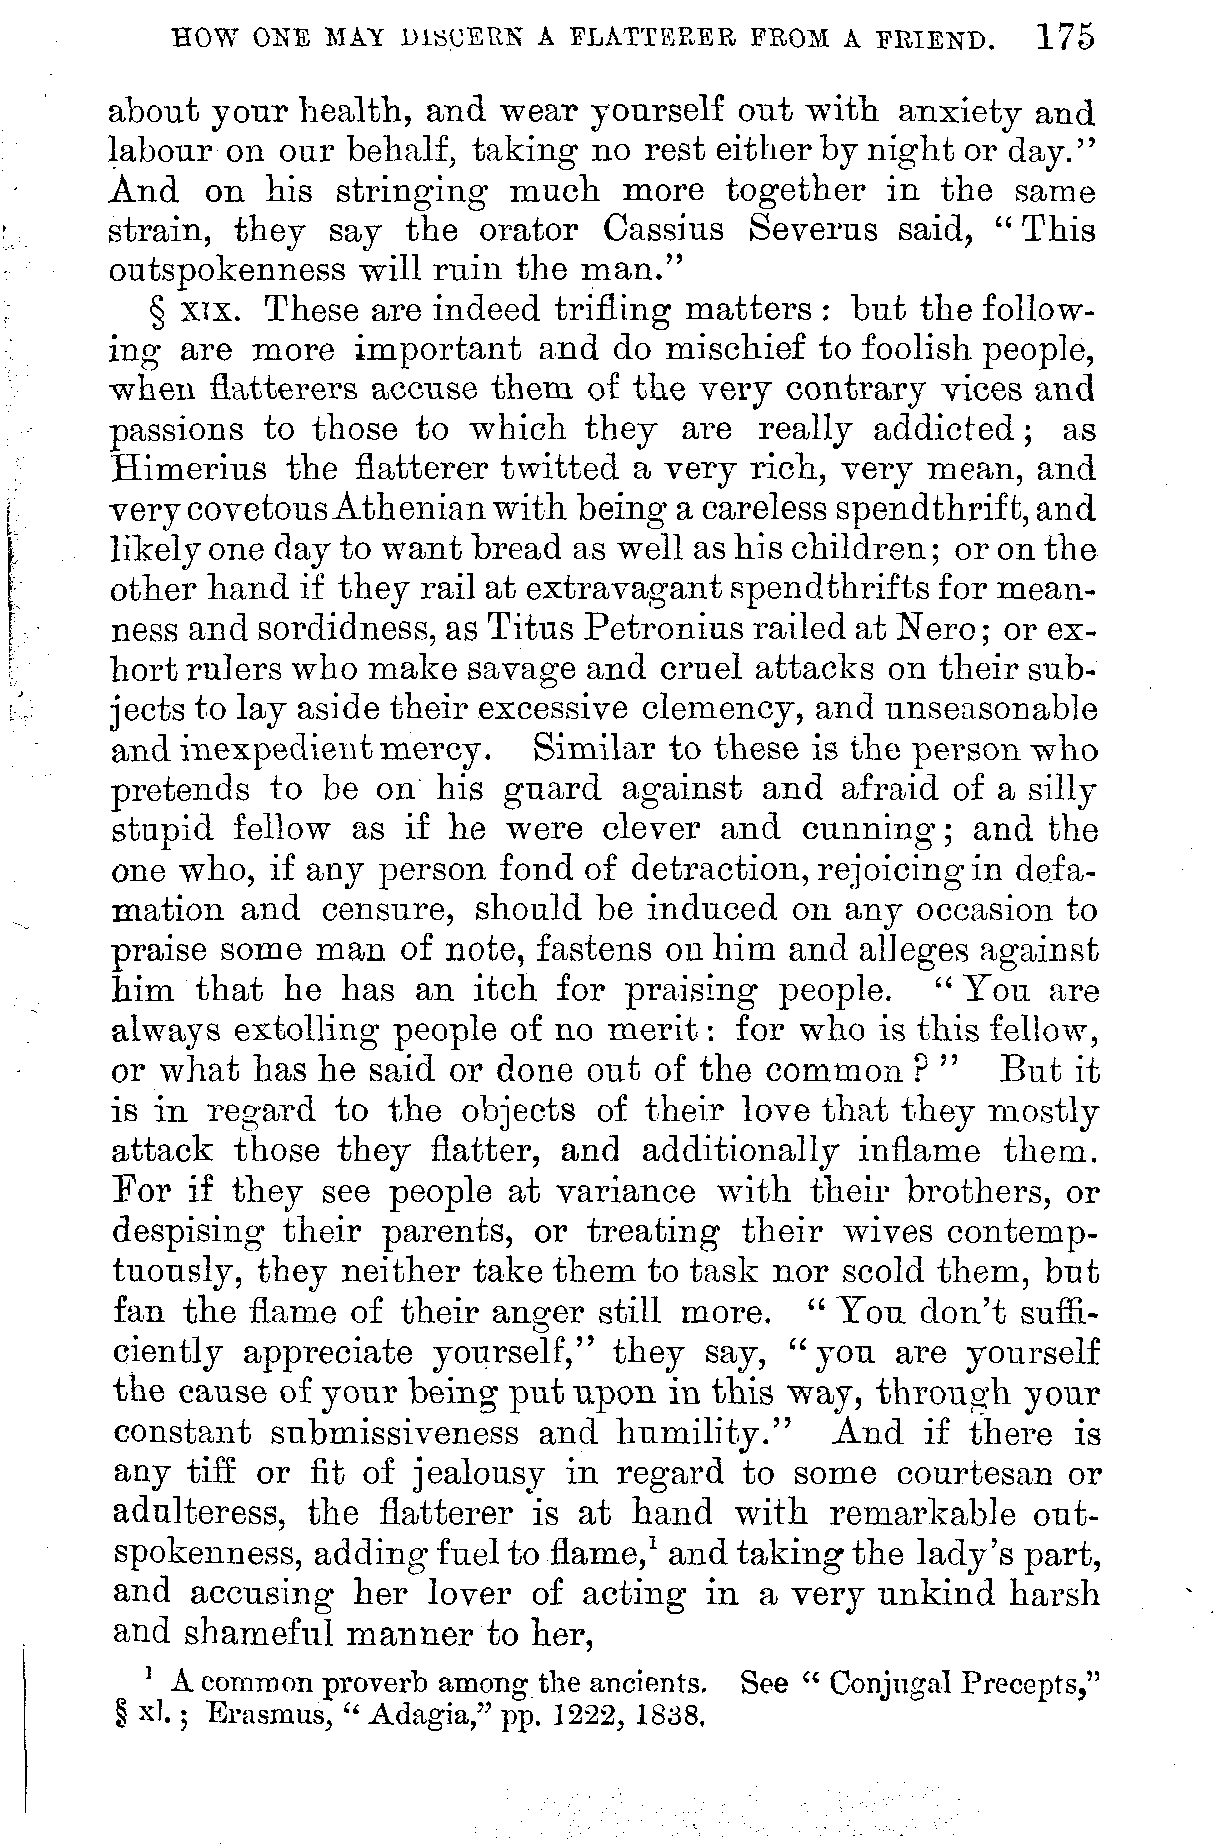 HOW ONE MAY DISCERN A FLATTERER FROM A FRIEND. 175
about your health, and wear yourself out with anxiety and
labour on our behalf, taking no rest either by night or day.”
And on his stringing much more together in the same
strain, they say the orator Cassius Severus said, “ This
outspokenness will ruin the man.”
§ XIX. These are indeed trifling matters : but the follow-
ing are more important and do mischief to foolish people,
when flatterers accuse them of the very contrary vices and
passions to those to which they are really addicted ; as
Himerius the flatterer twitted a very rich, very mean, and
very covetous Athenian with being a careless spendthrift, and
likely one day to want bread as well as his children; or on the
other hand if they rail at extravagant spendthrifts for mean-
ness and sordidness, as Titus Petronius railed at Nero; or ex-
hort rulers who make savage and cruel attacks on their sub-
jects to lay aside their excessive clemency, and unseasonable
and inexpedient mercy. Similar to these is the person who
pretends to be on his guard against and afraid of a silly
stupid fellow as if he were clever and cunning ; and the
one who, if any person fond of detraction, rejoicing in defa-
mation and censure, should be induced on any occasion to
praise some man of note, fastens on him and alleges against
him that he has an itch for praising people. “ You are
always extolling people of no merit : for who is this fellow,
or what has he said or done out of the common ? ” But it
is in regard to the objects of their love that they mostly
attack those they flatter, and additionally inflame them.
For if they see people at variance with their brothers, or
despising their parents, or treating their wives contemp-
tuously, they neither take them to task nor scold them, but
fan the flame of their anger still more. “ You don’t suffi-
ciently appreciate yourself,” they say, “ you are yourself
the cause of your being put upon in this way, through your
constant submissiveness and humility.” And if there is
any tiff or fit of jealousy in regard to some courtesan or
adulteress, the flatterer is at hand with remarkable out-
spokenness, adding fuel to flame,¹ and taking the lady’s part,
and accusing her lover of acting in a very unkind harsh
and shameful manner to her,
¹ A common proverb among the ancients. See “ Conjugal Precepts,”
§ xl. ; Erasmus, “ Adagia,” pp. 1222, 1838.